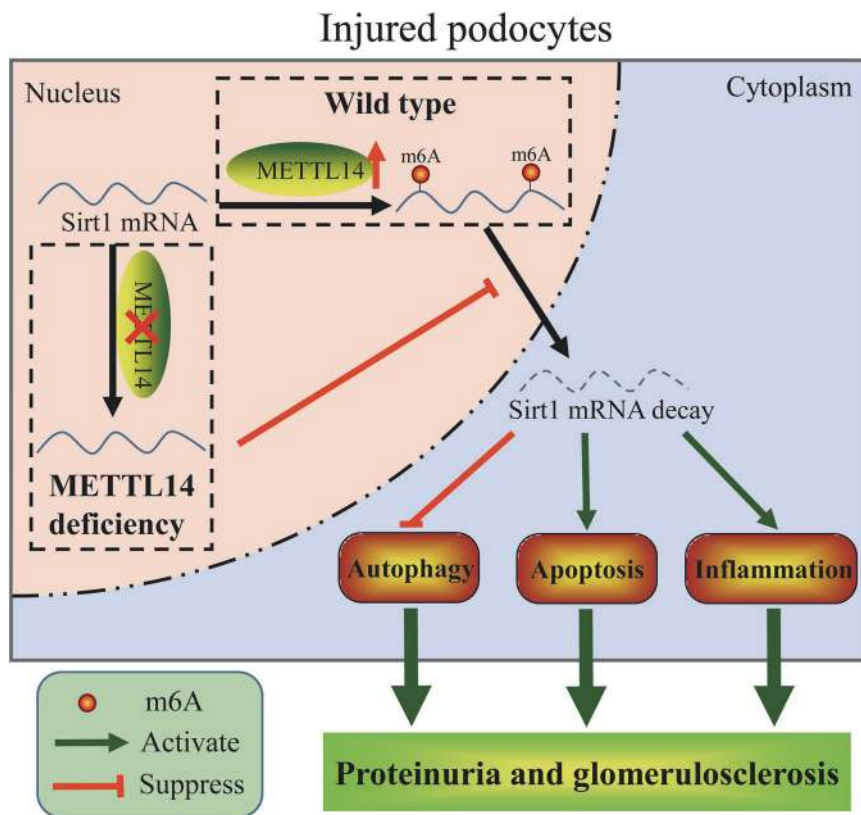 Injured podocytes
Nucleus
Cytoplasm
Wild type
METTL14
m6A
m6A
Sirt1 mRNA
METTL14
METTL14
deficiency
Sirt1 mRNA decay
Autophagy
Apoptosis
Inflammation
m6A
Activate
Suppress
Proteinuria and glomerulosclerosis